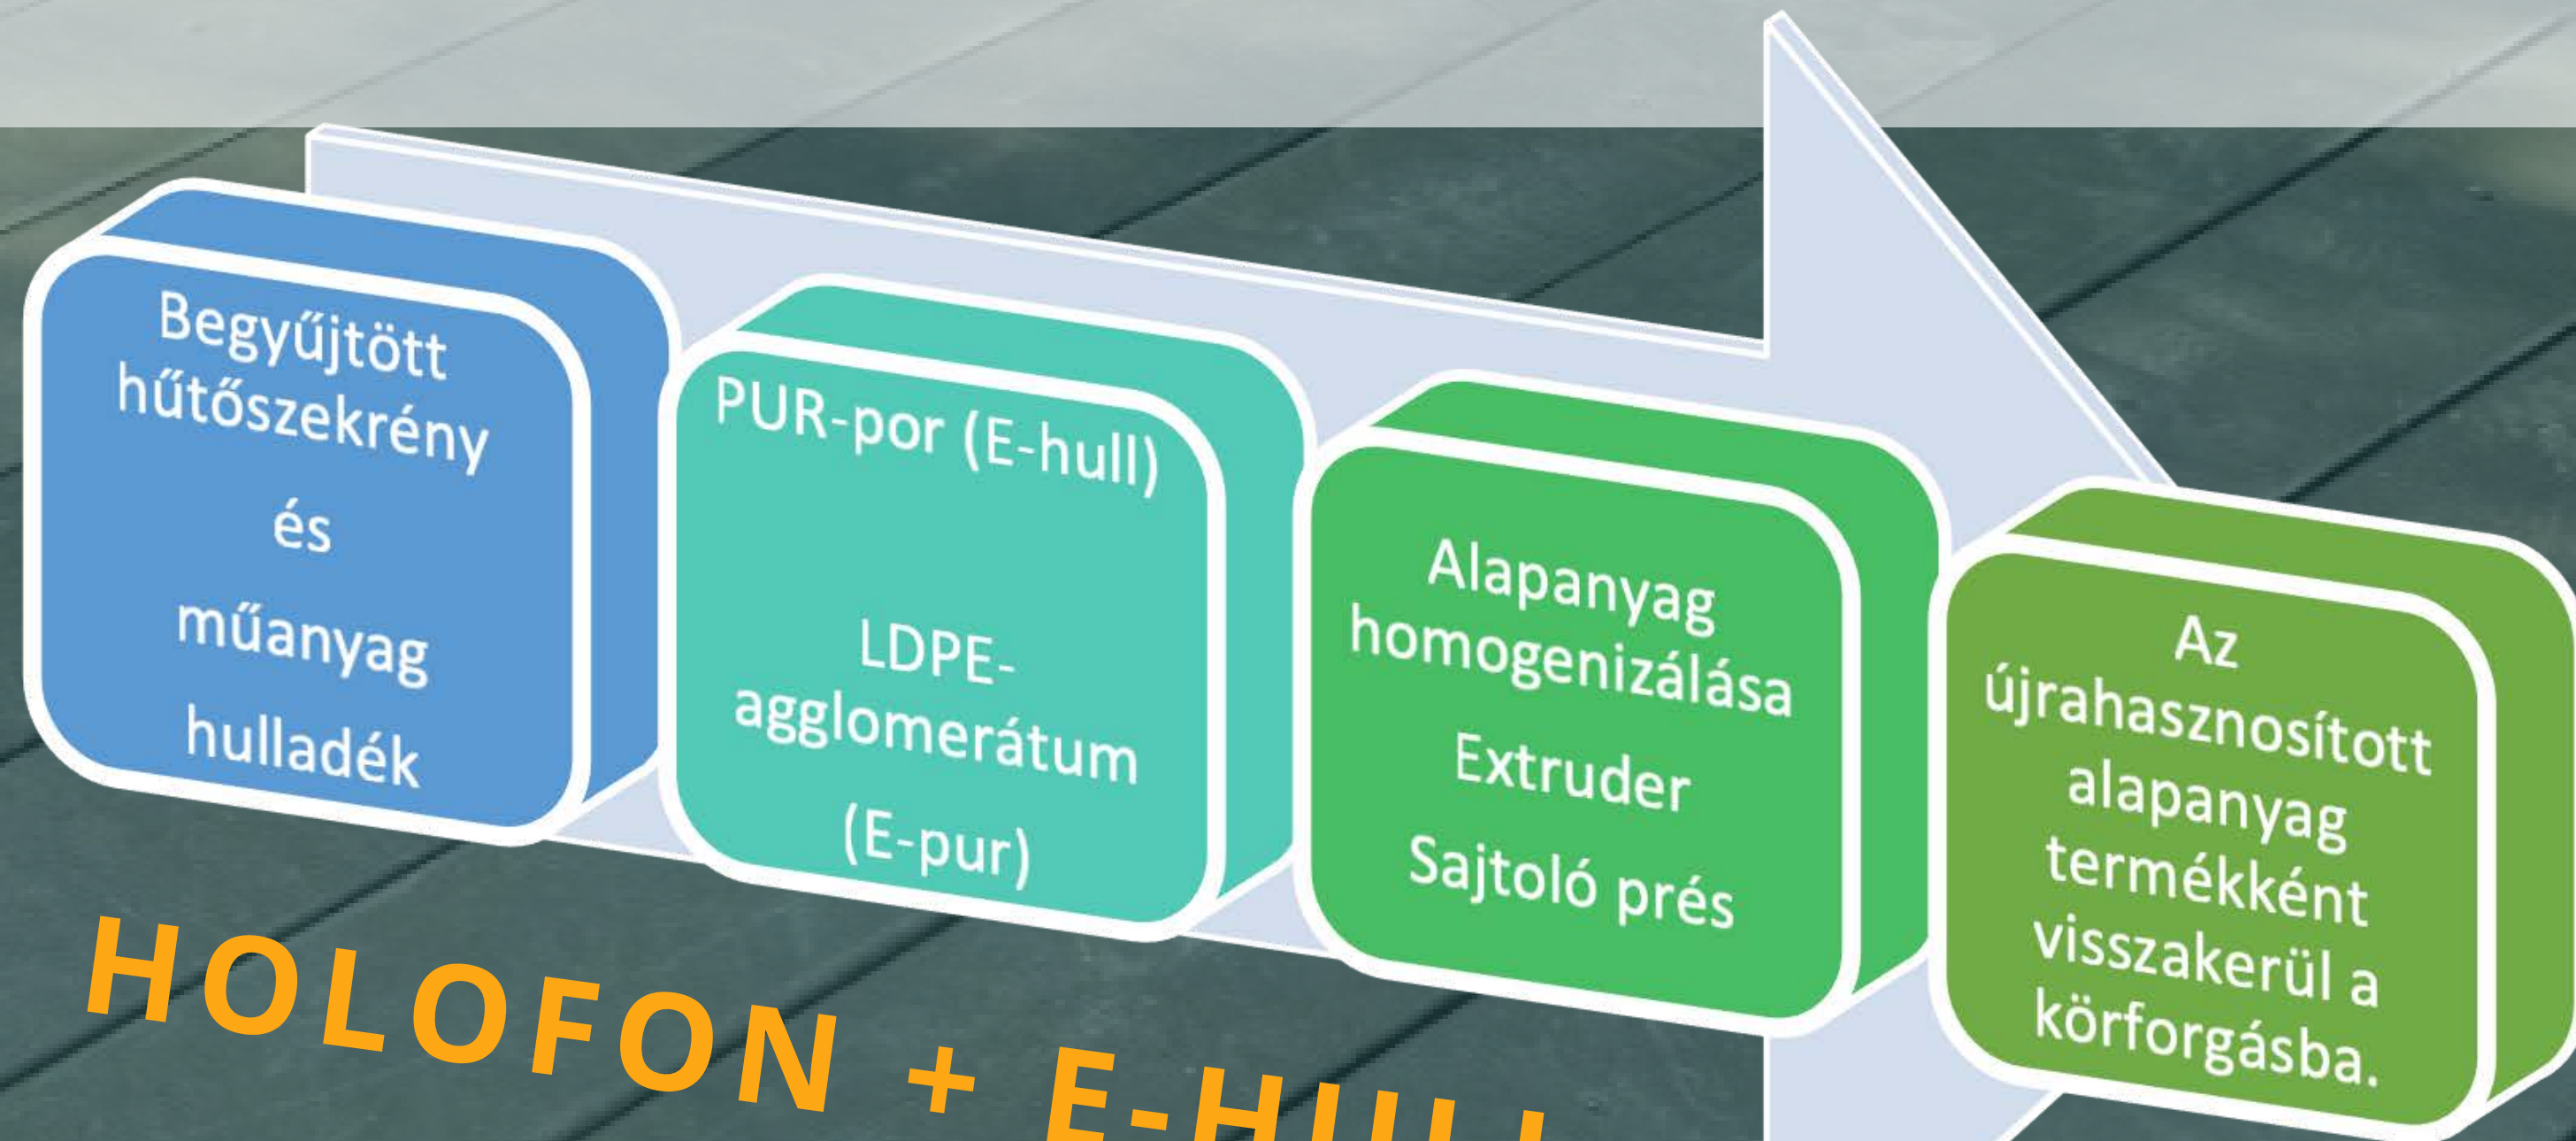 Begyűjtött
hűtőszekrény
és
műanyag
hulladék
PUR-por (E-hull)
LDPE-
agglomerátum
(E-pur)
Alapanyag
homogenizálása
Extruder
Sajtoló prés
Az
újrahasznosított
alapanyag
termékként
visszakerül a
körforgásba.
HOLOFON + E-HULL